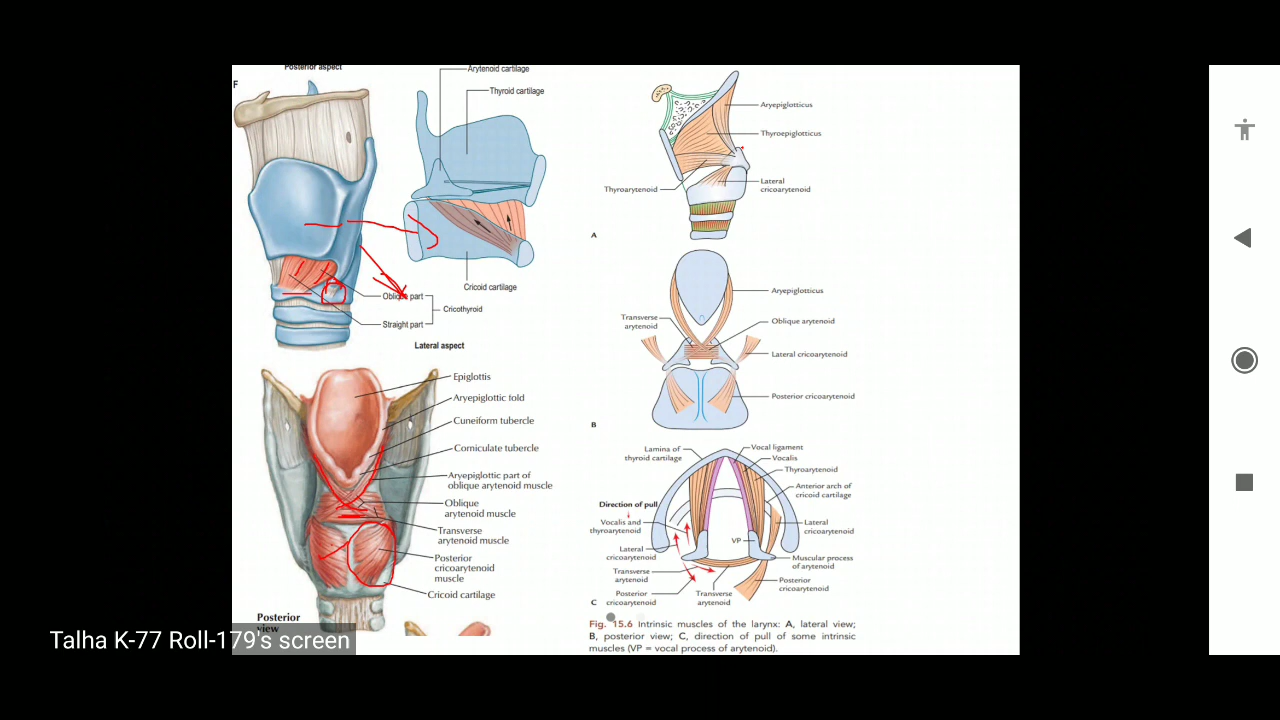 Posterior aspect
F
Arytenoid cartilage
Thyroid cartilage
Cricoid cartilage
Oblique part
Cricothyroid
Straight part
Lateral aspect
Epiglottis
Aryepiglottic fold
Cuneiform tubercle
Corniculate tubercle
Aryepiglottic part of
oblique arytenoid muscle
Oblique
arytenoid muscle
Transverse
arytenoid muscle
Posterior
cricoarytenoid
muscle
Cricoid cartilage
Posterior
view
Aryepiglotticus
Thyroepiglotticus
Thyroarytenoid
Lateral
cricoarytenoid
A
Aryepiglotticus
Transverse
arytenoid
Oblique arytenoid
Lateral cricoarytenoid
Posterior cricoarytenoid
B
Lamina of
thyroid cartilage
Vocal ligament
Vocalis
Thyroarytenoid
Anterior arch of
cricoid cartilage
Direction of pull
Vocalis and
thyroarytenoid
Lateral
cricoarytenoid
VP
Lateral
cricoarytenoid
Muscular process
of arytenoid
Transverse
arytenoid
Posterior
cricoarytenoid
Transverse
arytenoid
Posterior
cricoarytenoid
C
Fig. 15.6 Intrinsic muscles of the larynx: A, lateral view;
B, posterior view; C, direction of pull of some intrinsic
muscles (VP = vocal process of arytenoid).
Talha K-77 Roll-179's screen